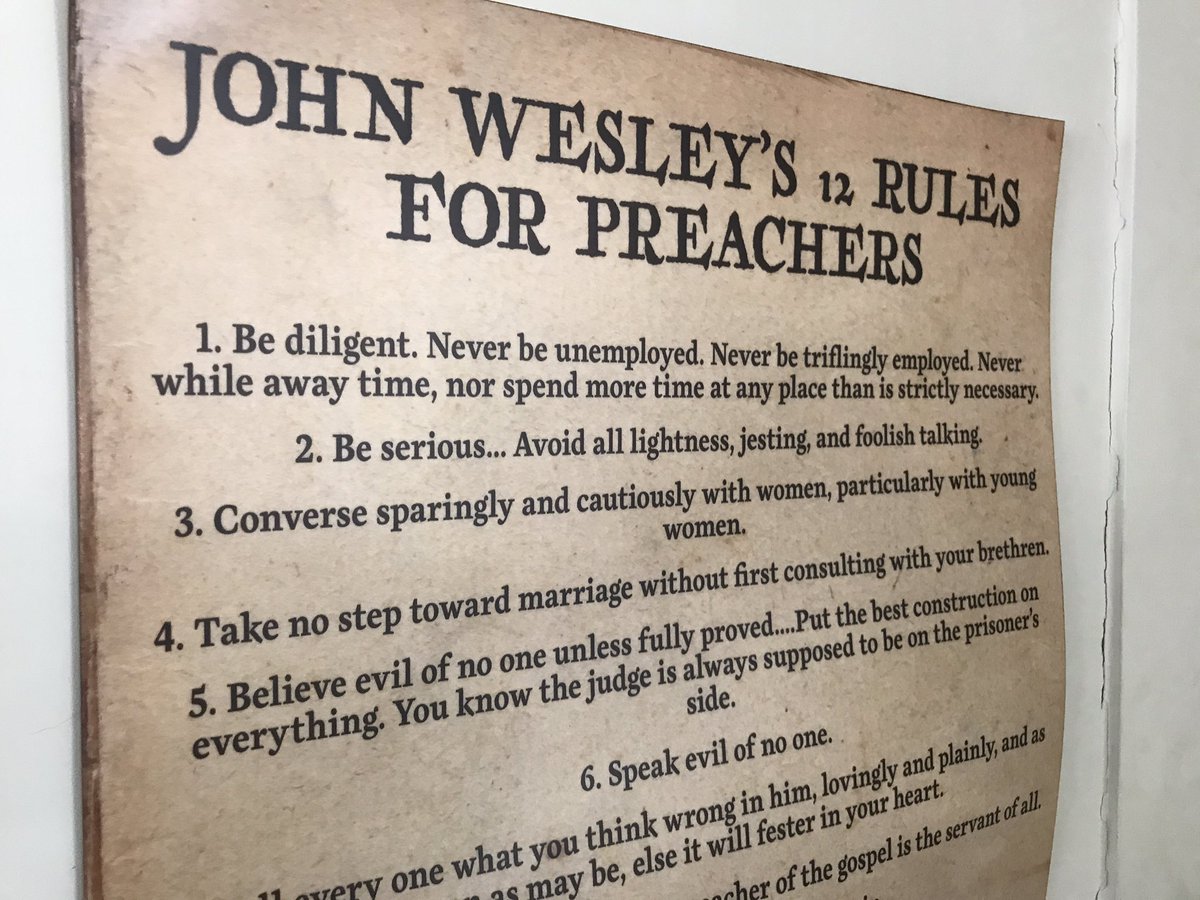 JOHN WESLEY'S 12 RULES
FOR PREACHERS
1. Be diligent. Never be unemployed. Never be triflingly employed. Never
while away time, nor spend more time at any place than is strictly necessary.
2. Be serious... Avoid all lightness, jesting, and foolish talking.
3. Converse sparingly and cautiously with women, particularly with young
women.
4. Take no step toward marriage without first consulting with your brethren.
5. Believe evil of no one unless fully proved....Put the best construction on
everything. You know the judge is always supposed to be on the prisoner's
side.
6. Speak evil of no one.
every one what you think wrong in him, lovingly and plainly, and as
as may be, else it will fester in your heart.
of the gospel is the servant of all.